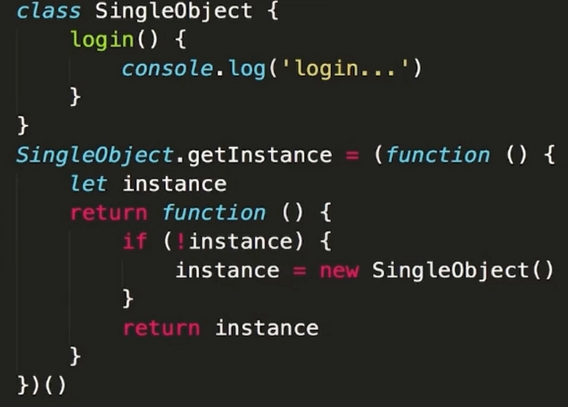 class SingleObject {
    login() {
        console.log('login...')
    }
}
SingleObject.getInstance = (function () {
    let instance
    return function () {
        if (!instance) {
            instance = new SingleObject()
        }
        return instance
    }
})()